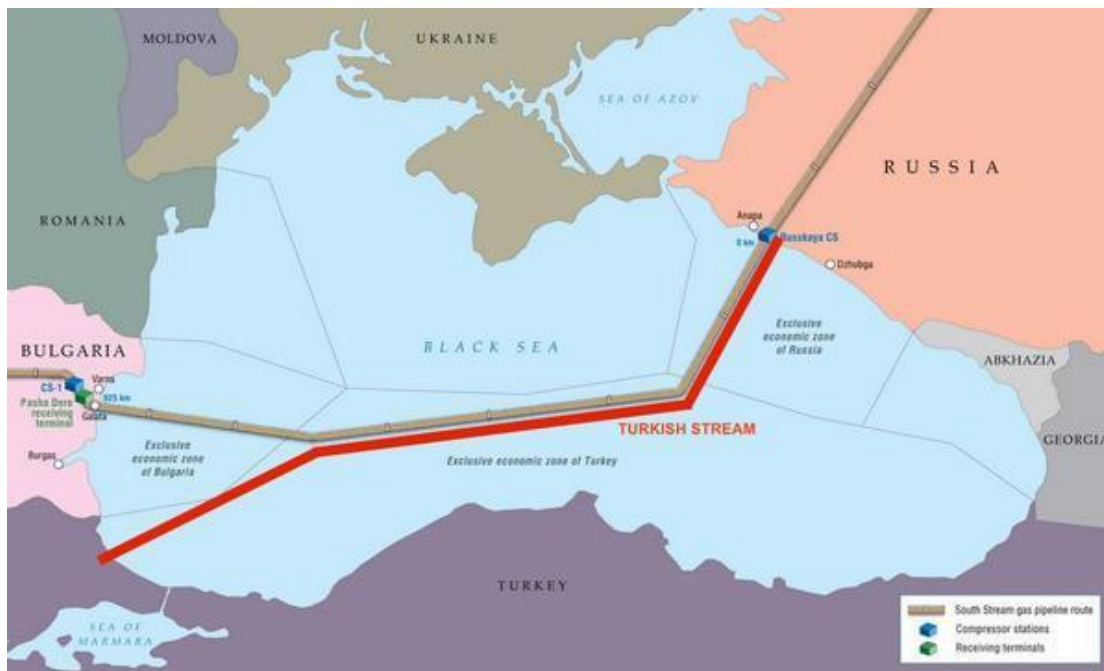 MOLDOVA
UKRAINE
SEA OF AZOV
RUSSIA
ROMANIA
Anapa
0 km
Russkaya CS
Dzhubga
Exclusive
economic zone
of Russia
BLACK SEA
ABKHAZIA
GEORGIA
BULGARIA
CS-1
Varna
Pasha Dere
receiving
terminal
925 km
Galata
Burgas
Exclusive
economic zone
of Bulgaria
TURKISH STREAM
Exclusive economic zone of Turkey
TURKEY
SEA OF
MARMARA
South Stream gas pipeline route
Compressor stations
Receiving terminals